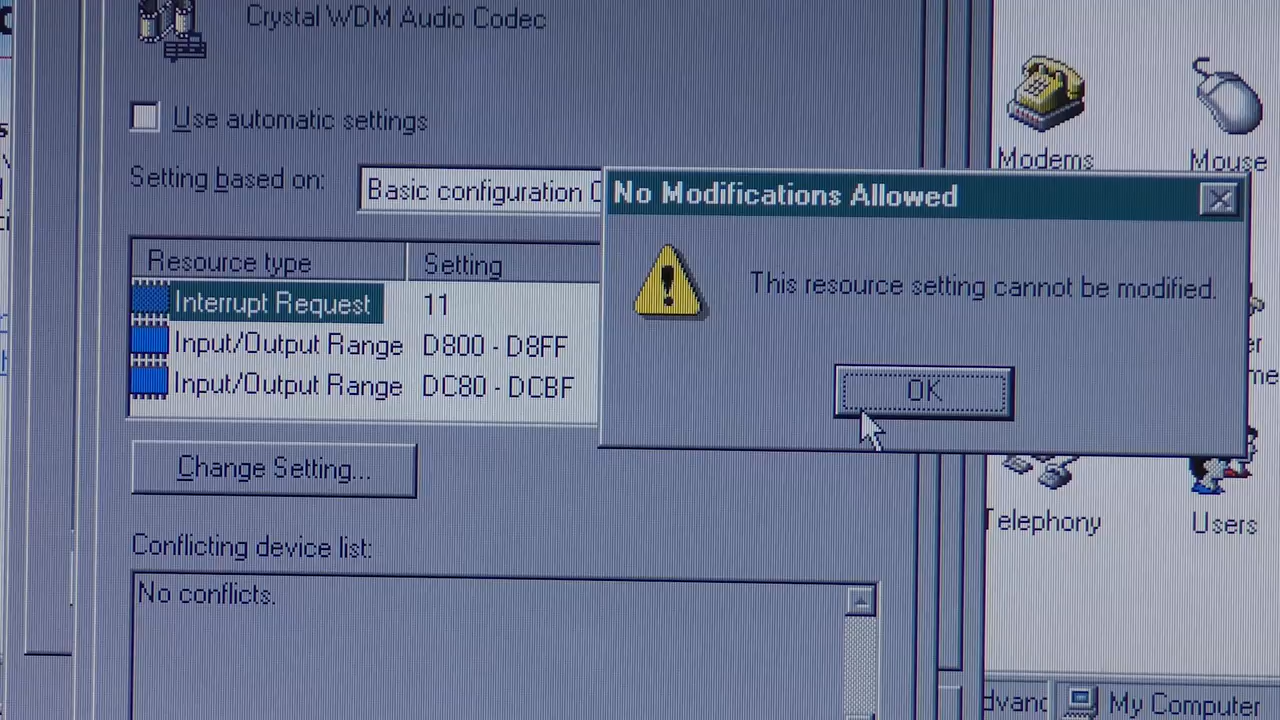 Crystal WDM Audio Codec
Use automatic settings
Setting based on:
Basic configuration
Resource type
Setting
Interrupt Request
11
Input/Output Range
D800 - D8FF
Input/Output Range
DC80 - DCBF
Change Setting...
Conflicting device list:
No conflicts.
No Modifications Allowed
This resource setting cannot be modified.
OK
Modems
Mouse
Telephony
Users
My Computer